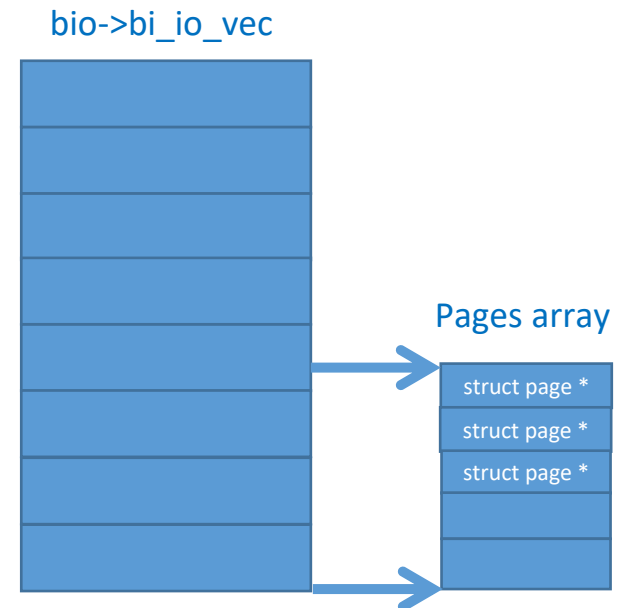 bio->bi_io_vec
Pages array
struct page *
struct page *
struct page *